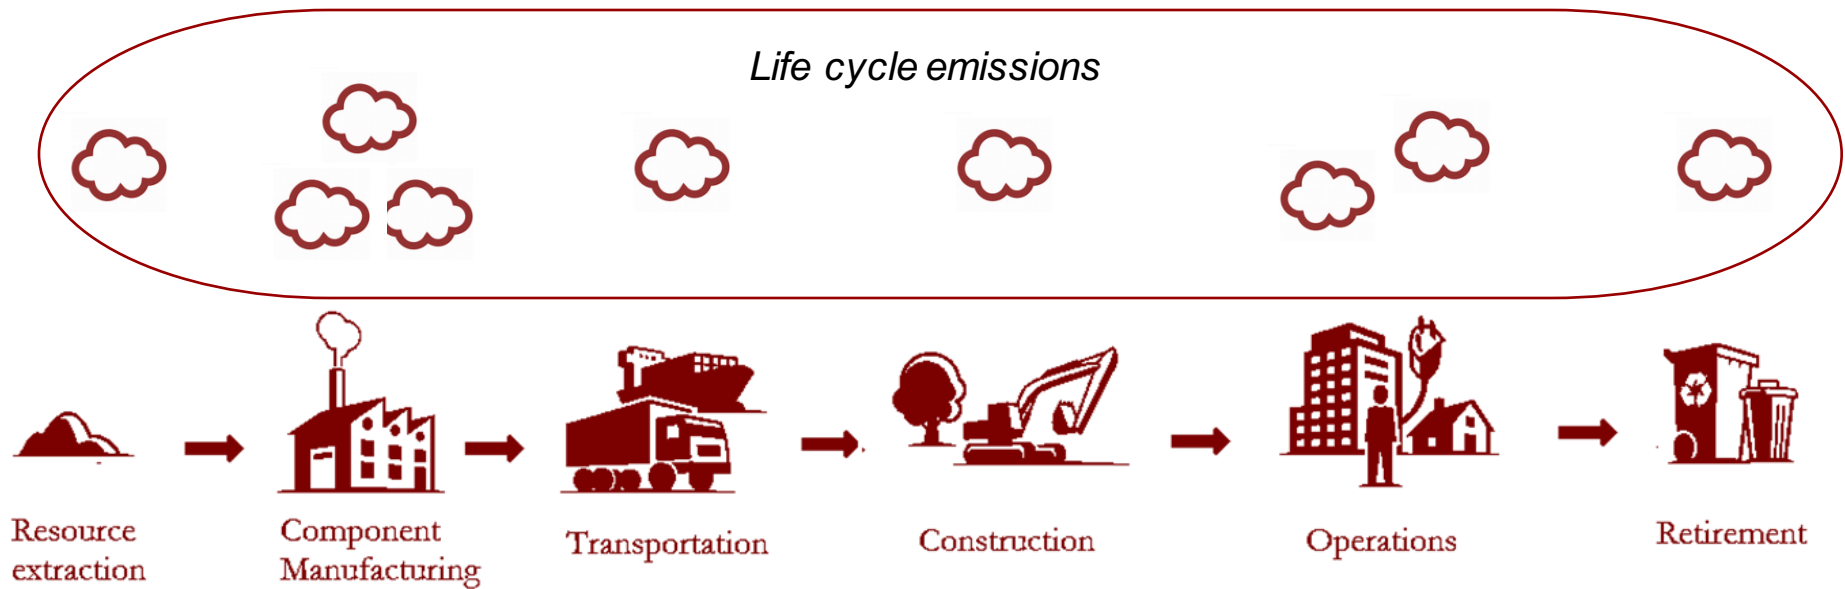 Life cycle emissions
Resource
extraction
Component
Manufacturing
Transportation
Construction
Operations
Retirement